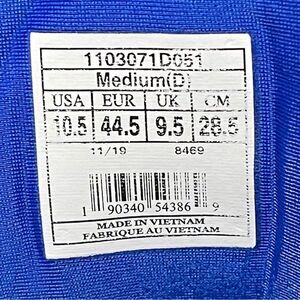 1103071D051
Medium(D)
USA EUR UK CM
10.5 44.5 9.5 28.5
11/19 8469
1 90340 54386 9
MADE IN VIETNAM
FABRIQUE AU VIETNAM